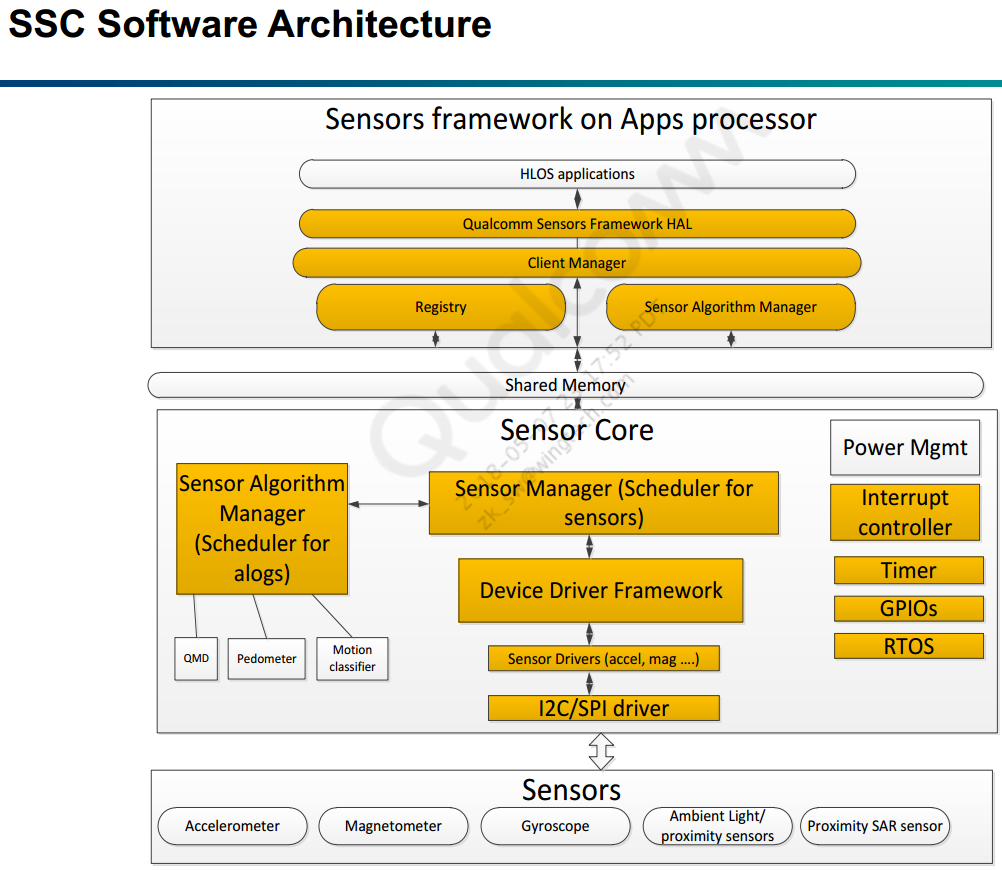 SSC Software Architecture
Sensors framework on Apps processor
HLOS applications
Qualcomm Sensors Framework HAL
Client Manager
Registry
Sensor Algorithm Manager
Shared Memory
Sensor Core
Power Mgmt
Sensor Algorithm
Manager
(Scheduler for
alogs)
Sensor Manager (Scheduler for
sensors)
Interrupt
controller
Device Driver Framework
Timer
GPIOs
RTOS
QMD
Pedometer
Motion
classifier
Sensor Drivers (accel, mag ....)
I2C/SPI driver
Sensors
Accelerometer
Magnetometer
Gyroscope
Ambient Light/
proximity sensors
Proximity SAR sensor